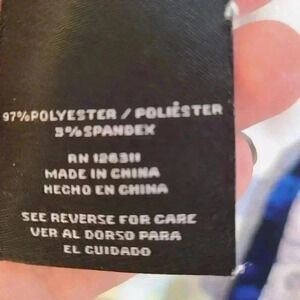 97% POLYESTER / POLIÉSTER
3% SPANDEX
RN 126311
MADE IN CHINA
HECHO EN CHINA
SEE REVERSE FOR CARE
VER AL DORSO PARA
EL CUIDADO